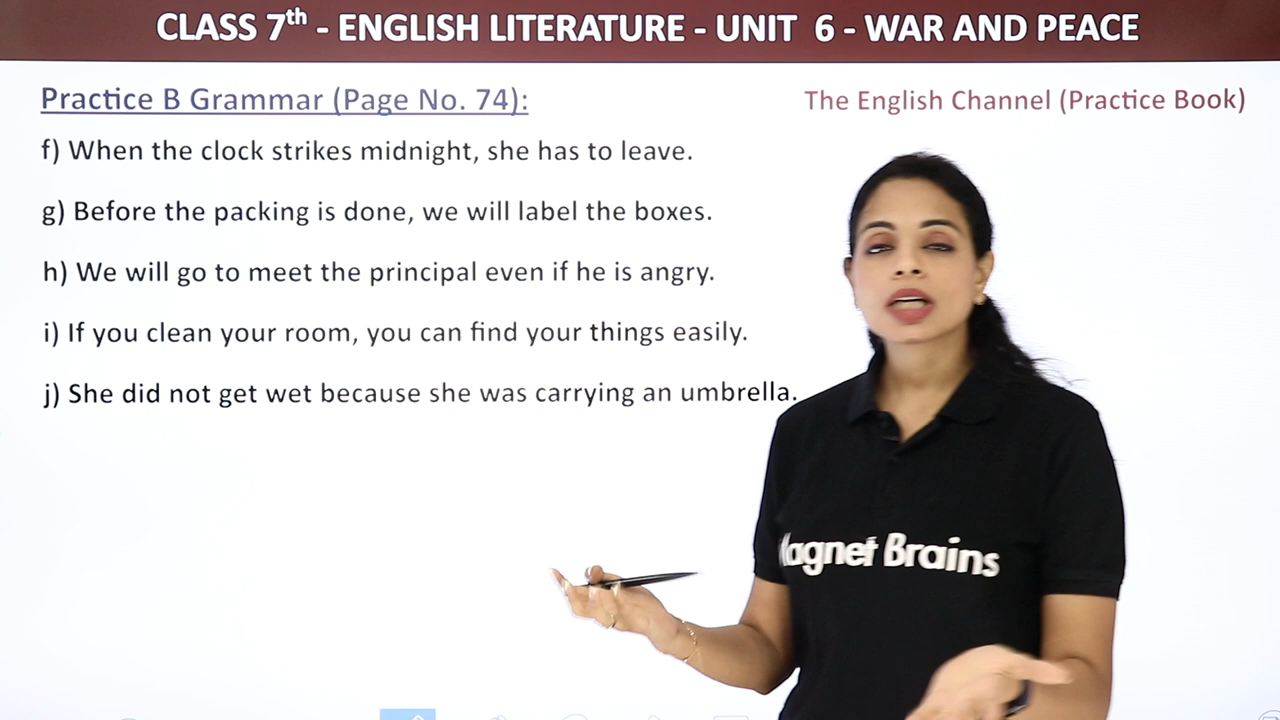 CLASS 7th - ENGLISH LITERATURE - UNIT 6 - WAR AND PEACE
Practice B Grammar (Page No. 74):
The English Channel (Practice Book)
f) When the clock strikes midnight, she has to leave.
g) Before the packing is done, we will label the boxes.
h) We will go to meet the principal even if he is angry.
i) If you clean your room, you can find your things easily.
j) She did not get wet because she was carrying an umbrella.
Magnet Brains